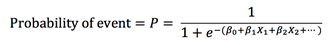 Probability of event = P = 1 / (1 + e^−(β₀+β₁X₁+β₂X₂+⋯))